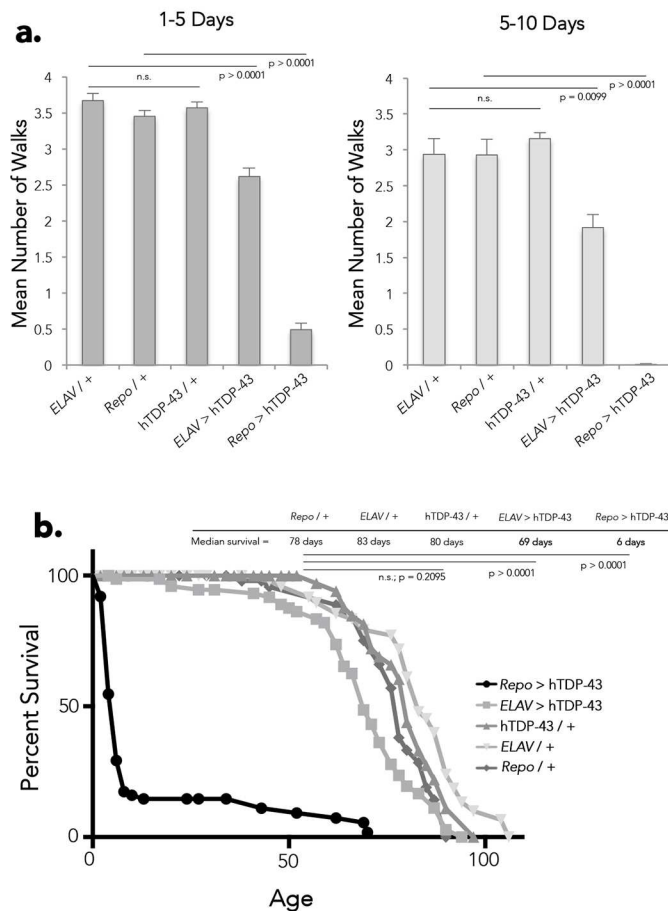 a.
1-5 Days
p > 0.0001
n.s.
p > 0.0001
4
3.5
3
2.5
2
1.5
1
0.5
0
Mean Number of Walks
ELAV / +
Repo / +
hTDP-43 / +
ELAV > hTDP-43
Repo > hTDP-43
5-10 Days
p > 0.0001
n.s.
p = 0.0099
4
3.5
3
2.5
2
1.5
1
0.5
0
Mean Number of Walks
ELAV / +
Repo / +
hTDP-43 / +
ELAV > hTDP-43
Repo > hTDP-43
b.
Repo / + ELAV / + hTDP-43 / + ELAV > hTDP-43 Repo > hTDP-43
Median survival = 78 days 83 days 80 days 69 days 6 days
n.s.; p = 0.2095 p > 0.0001 p > 0.0001
100
50
0
Percent Survival
Repo > hTDP-43
ELAV > hTDP-43
hTDP-43 / +
ELAV / +
Repo / +
0 50 100
Age